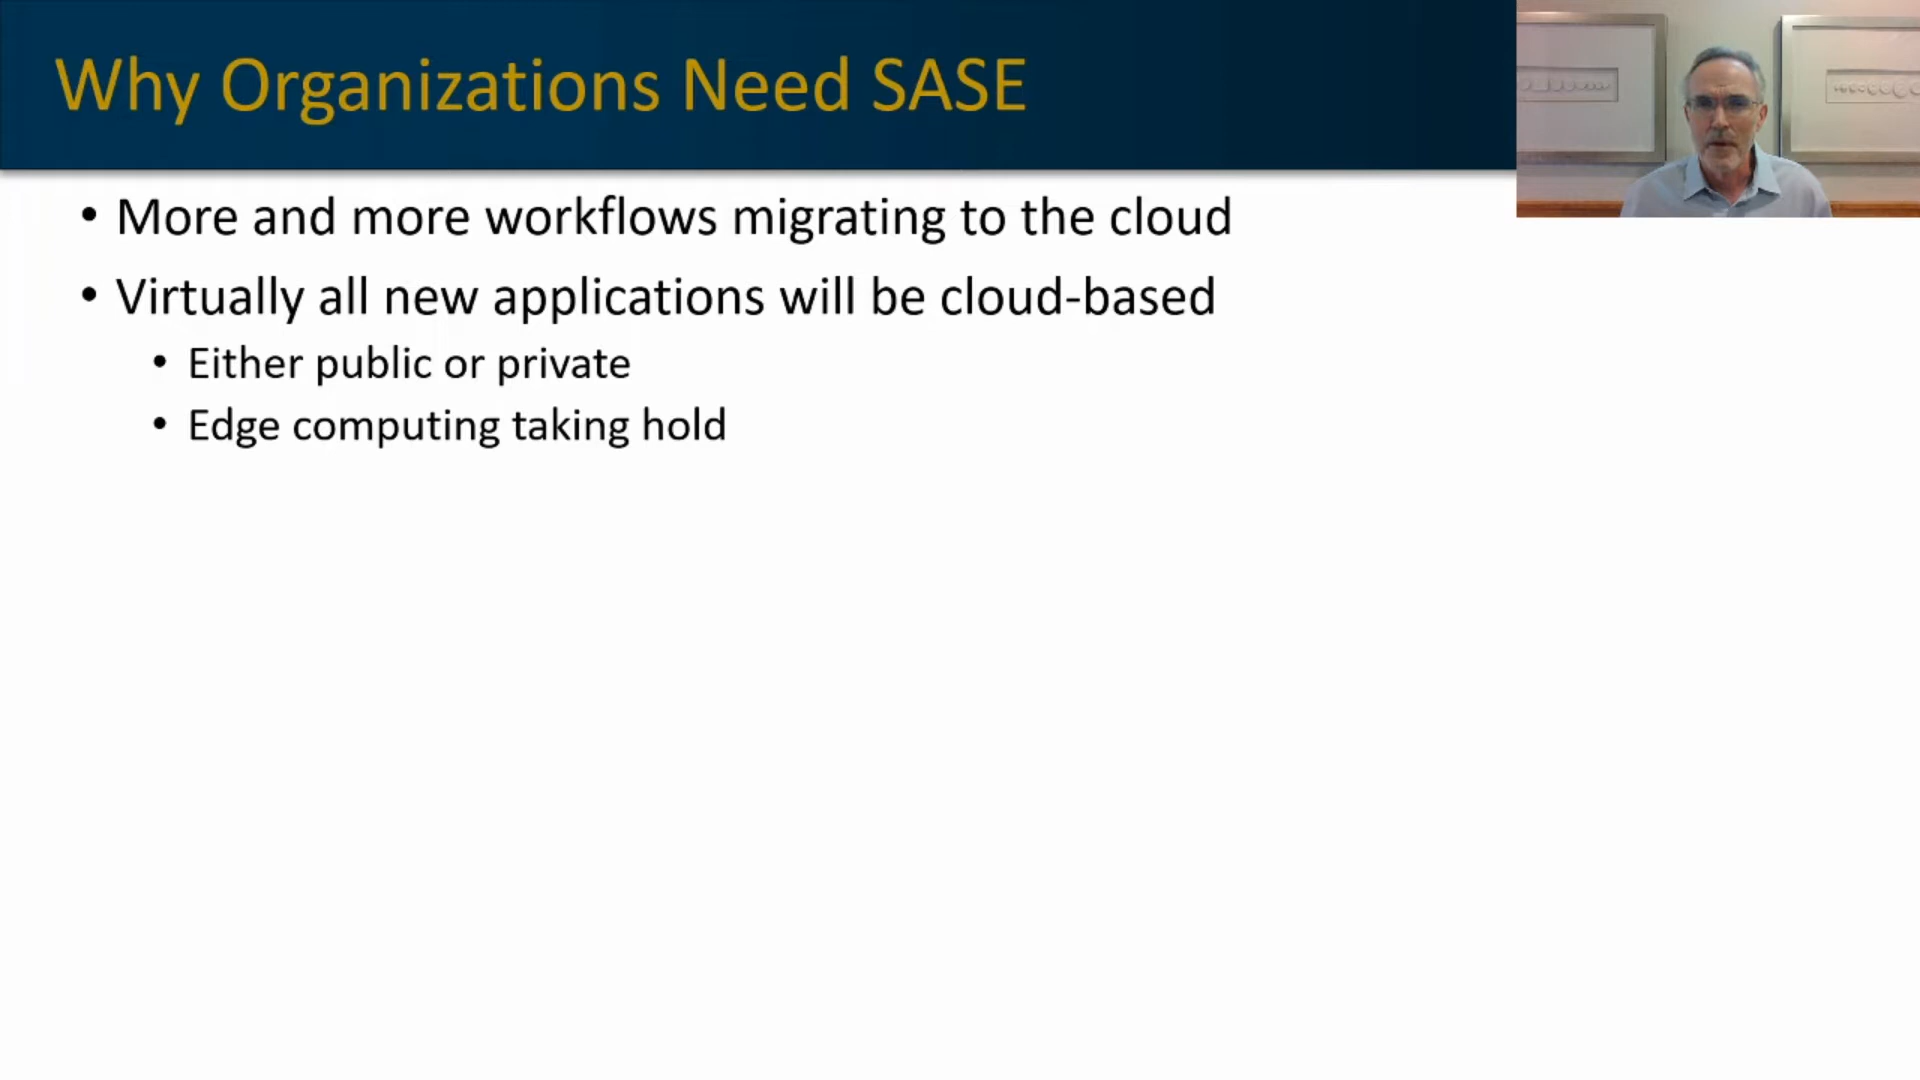 Why Organizations Need SASE
• More and more workflows migrating to the cloud
• Virtually all new applications will be cloud-based
• Either public or private
• Edge computing taking hold